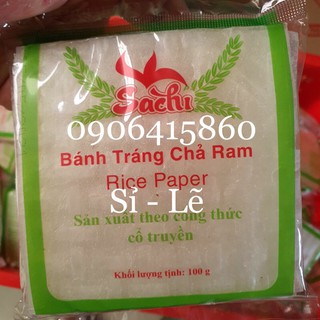 Sachi
0906415860
Bánh Tráng Chả Ram
Rice Paper
Sỉ - Lẽ
Sản xuất theo công thức
cổ truyền
Khối lượng tịnh: 100 g